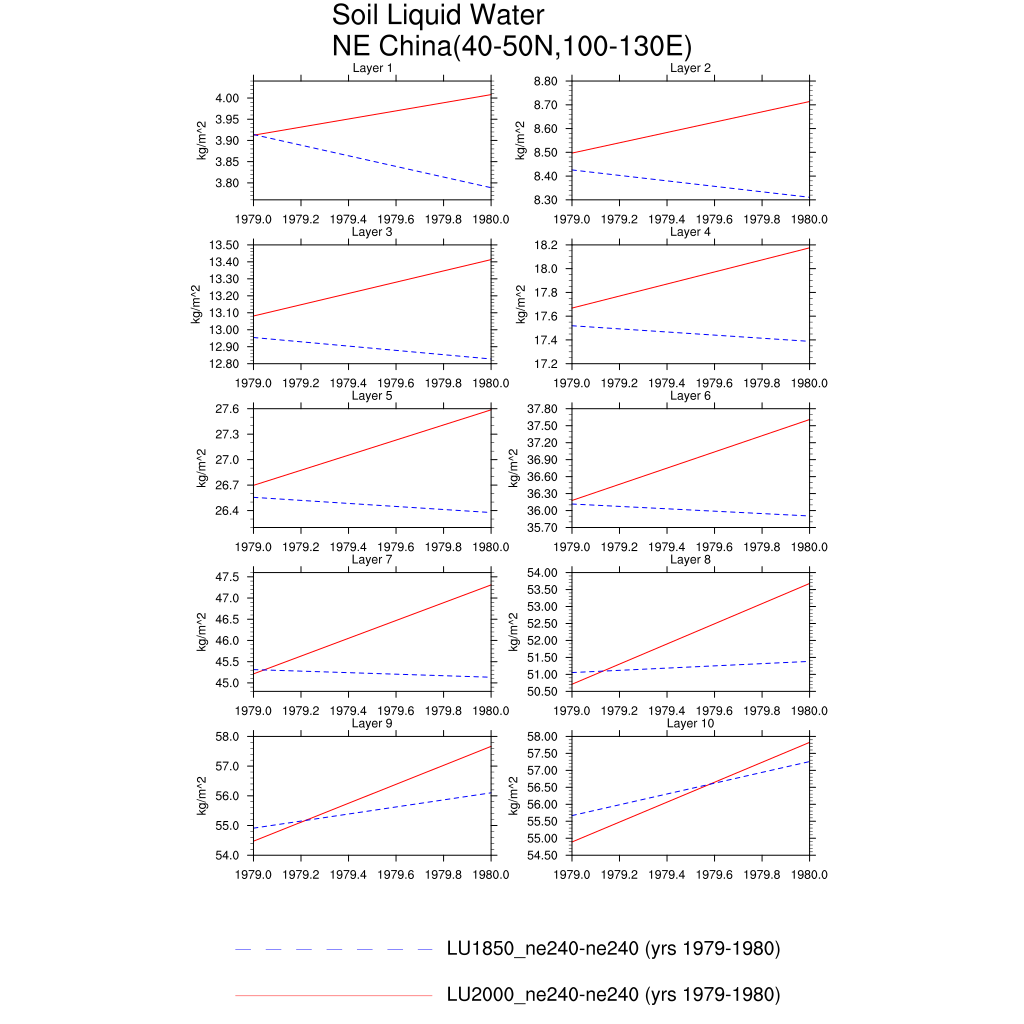 Soil Liquid Water
NE China(40-50N,100-130E)
Layer 1
kg/m^2
4.00
3.95
3.90
3.85
3.80
1979.0 1979.2 1979.4 1979.6 1979.8 1980.0
Layer 2
8.80
8.70
8.60
8.50
8.40
8.30
kg/m^2
1979.0 1979.2 1979.4 1979.6 1979.8 1980.0
Layer 3
13.50
13.40
13.30
13.20
13.10
13.00
12.90
12.80
kg/m^2
1979.0 1979.2 1979.4 1979.6 1979.8 1980.0
Layer 4
18.2
18.0
17.8
17.6
17.4
17.2
kg/m^2
1979.0 1979.2 1979.4 1979.6 1979.8 1980.0
Layer 5
27.6
27.3
27.0
26.7
26.4
kg/m^2
1979.0 1979.2 1979.4 1979.6 1979.8 1980.0
Layer 6
37.80
37.50
37.20
36.90
36.60
36.30
36.00
35.70
kg/m^2
1979.0 1979.2 1979.4 1979.6 1979.8 1980.0
Layer 7
47.5
47.0
46.5
46.0
45.5
45.0
kg/m^2
1979.0 1979.2 1979.4 1979.6 1979.8 1980.0
Layer 8
54.00
53.50
53.00
52.50
52.00
51.50
51.00
50.50
kg/m^2
1979.0 1979.2 1979.4 1979.6 1979.8 1980.0
Layer 9
58.0
57.0
56.0
55.0
54.0
kg/m^2
1979.0 1979.2 1979.4 1979.6 1979.8 1980.0
Layer 10
58.00
57.50
57.00
56.50
56.00
55.50
55.00
54.50
kg/m^2
1979.0 1979.2 1979.4 1979.6 1979.8 1980.0
LU1850_ne240-ne240 (yrs 1979-1980)
LU2000_ne240-ne240 (yrs 1979-1980)